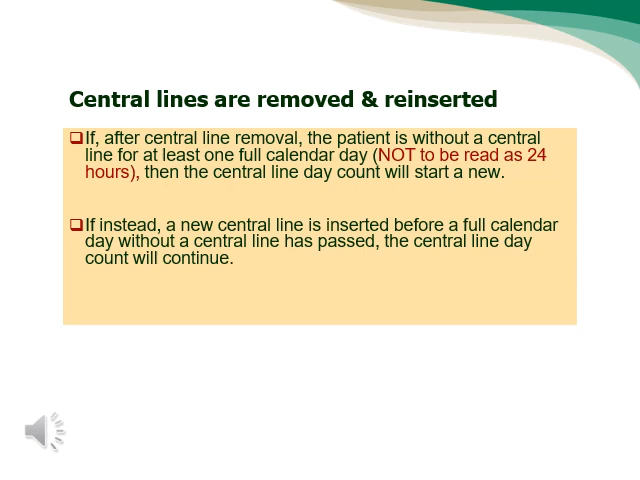 Central lines are removed & reinserted
If, after central line removal, the patient is without a central
line for at least one full calendar day (NOT to be read as 24
hours), then the central line day count will start a new.
If instead, a new central line is inserted before a full calendar
day without a central line has passed, the central line day
count will continue.